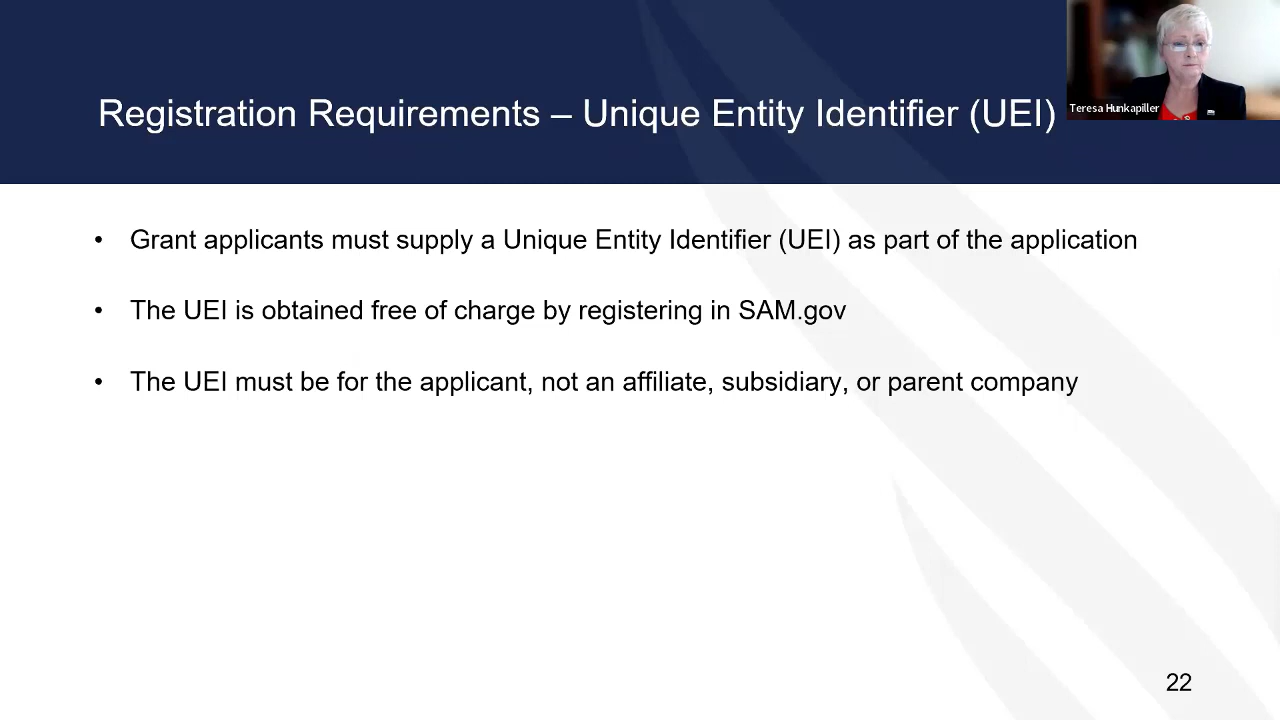 Registration Requirements – Unique Entity Identifier (UEI)
Teresa Hunkapiller
• Grant applicants must supply a Unique Entity Identifier (UEI) as part of the application
• The UEI is obtained free of charge by registering in SAM.gov
• The UEI must be for the applicant, not an affiliate, subsidiary, or parent company
22